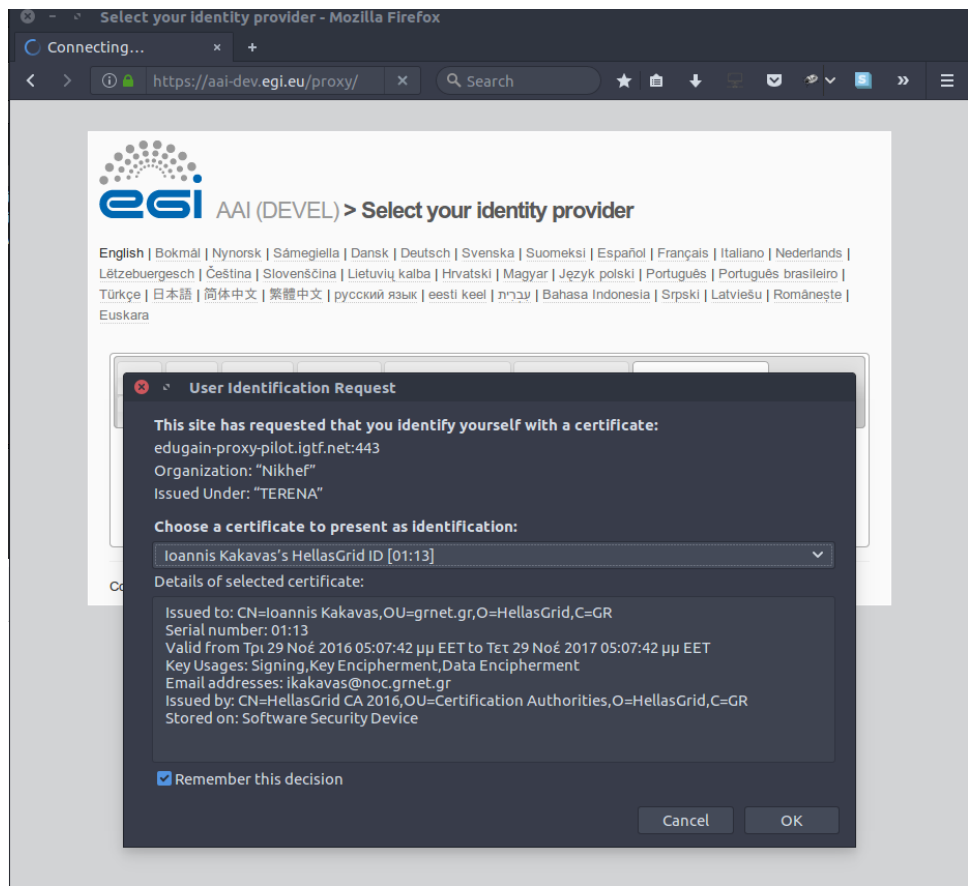 Select your identity provider - Mozilla Firefox
Connecting...
https://aai-dev.egi.eu/proxy/ Search
egi AAI (DEVEL) > Select your identity provider
English | Bokmål | Nynorsk | Sámegiella | Dansk | Deutsch | Svenska | Suomeksi | Español | Français | Italiano | Nederlands |
Lëtzebuergesch | Čeština | Slovenščina | Lietuvių kalba | Hrvatski | Magyar | Język polski | Português | Português brasileiro |
Türkçe | 日本語 | 简体中文 | 繁體中文 | русский язык | eesti keel | עִבְרִית | Bahasa Indonesia | Srpski | Latviešu | Românește |
Euskara
User Identification Request
This site has requested that you identify yourself with a certificate:
edugain-proxy-pilot.igtf.net:443
Organization: “Nikhef”
Issued Under: “TERENA”
Choose a certificate to present as identification:
Ioannis Kakavas’s HellasGrid ID [01:13]
Details of selected certificate:
Issued to: CN=Ioannis Kakavas,OU=grnet.gr,O=HellasGrid,C=GR
Serial number: 01:13
Valid from Τρι 29 Νοέ 2016 05:07:42 μμ EET to Τετ 29 Νοέ 2017 05:07:42 μμ EET
Key Usages: Signing,Key Encipherment,Data Encipherment
Email addresses: ikakavas@noc.grnet.gr
Issued by: CN=HellasGrid CA 2016,OU=Certification Authorities,O=HellasGrid,C=GR
Stored on: Software Security Device
Remember this decision
Cancel OK